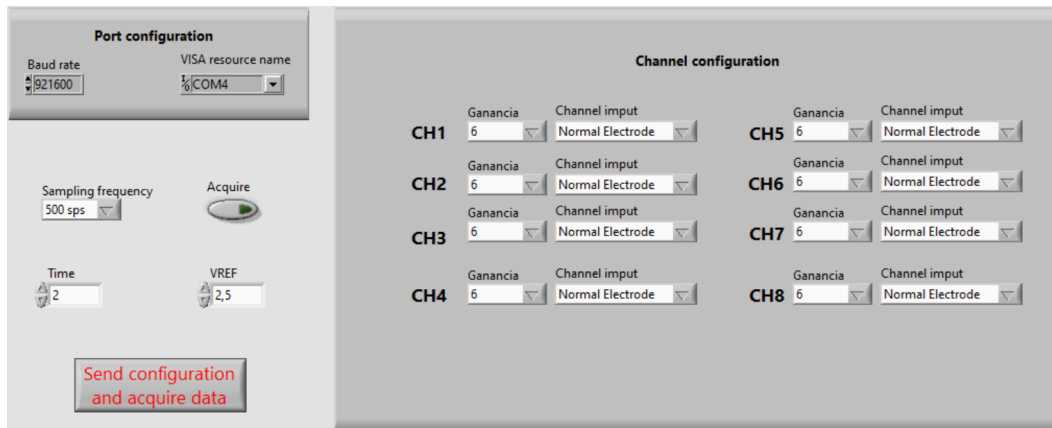 Port configuration
Baud rate
VISA resource name
921600
COM4
Sampling frequency
500 sps
Acquire
Time
2
VREF
2,5
Send configuration
and acquire data
Channel configuration
CH1
Ganancia
6
Channel imput
Normal Electrode
CH2
Ganancia
6
Channel imput
Normal Electrode
CH3
Ganancia
6
Channel imput
Normal Electrode
CH4
Ganancia
6
Channel imput
Normal Electrode
CH5
Ganancia
6
Channel imput
Normal Electrode
CH6
Ganancia
6
Channel imput
Normal Electrode
CH7
Ganancia
6
Channel imput
Normal Electrode
CH8
Ganancia
6
Channel imput
Normal Electrode